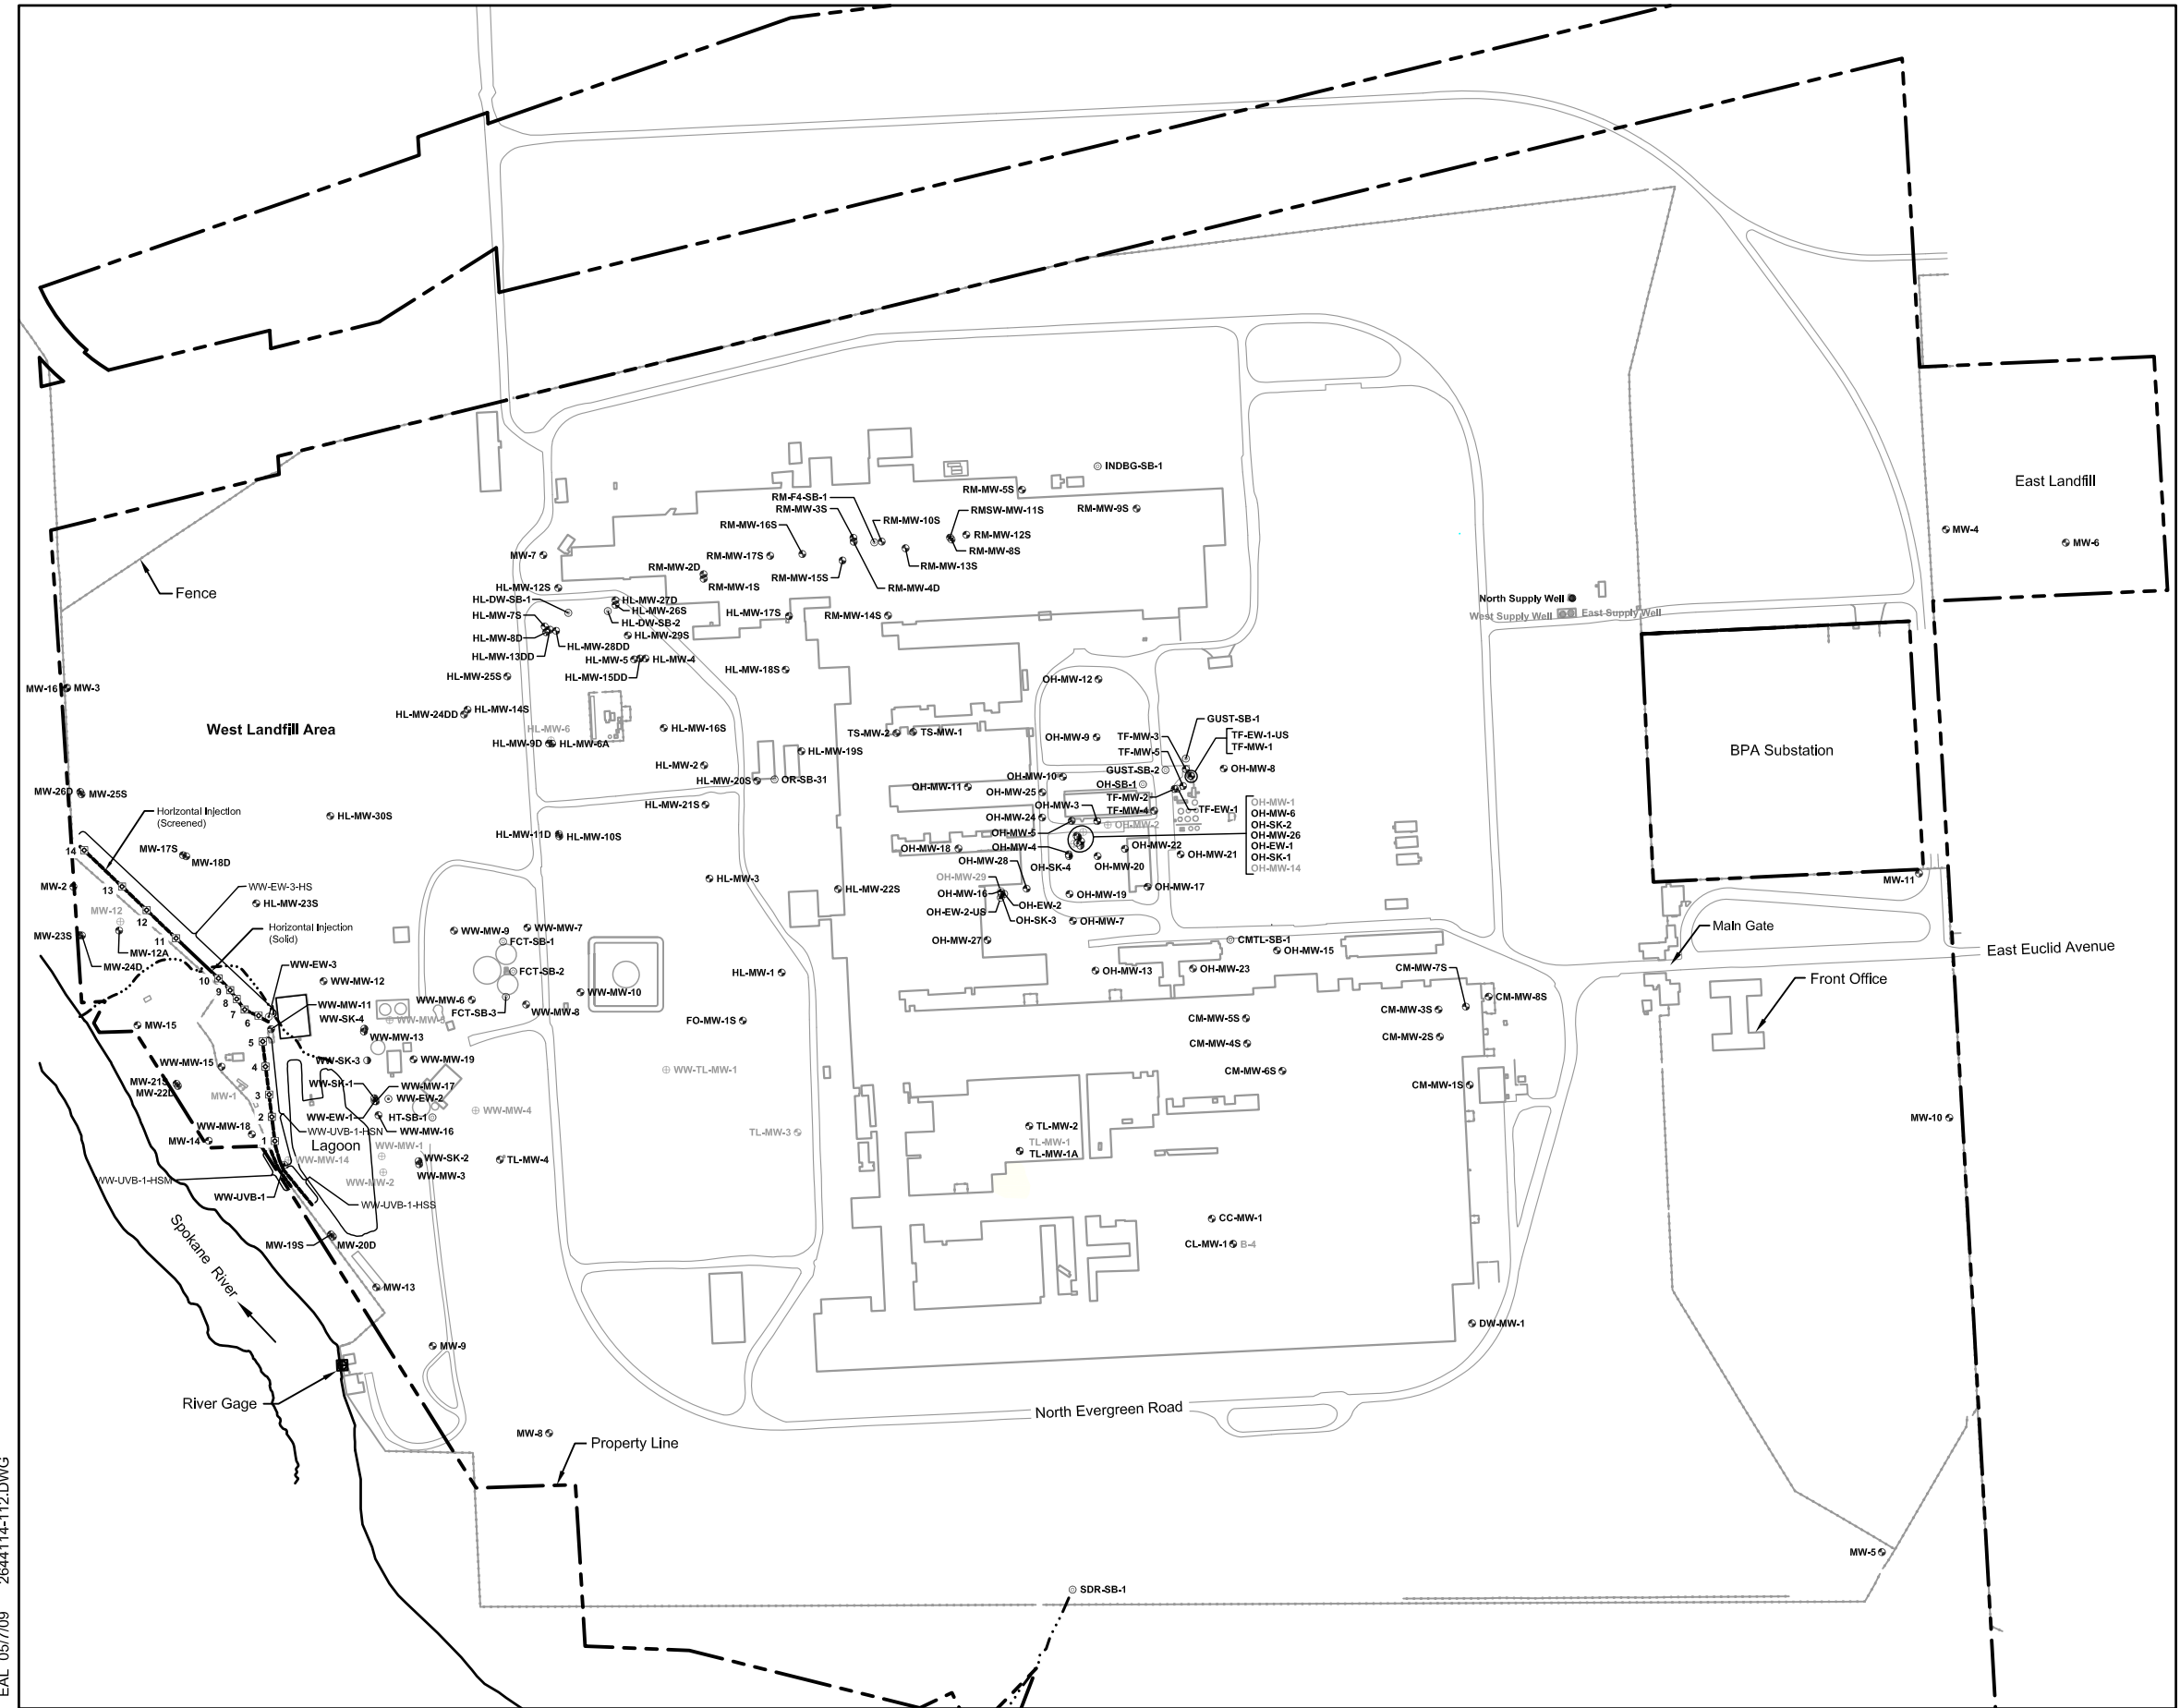 INDBG-SB-1
East Landfill
RM-MW-5S
RM-F4-SB-1
RM-MW-3S
RM-MW-9S
RMSW-MW-11S
RM-MW-10S
RM-MW-16S
RM-MW-12S
MW-4
MW-6
RM-MW-8S
MW-7
RM-MW-17S
RM-MW-13S
RM-MW-2D
RM-MW-15S
RM-MW-4D
RM-MW-1S
Fence
HL-MW-12S
HL-DW-SB-1
HL-MW-27D
HL-MW-26S
HL-MW-7S
HL-MW-17S
RM-MW-14S
North Supply Well
West Supply Well
East Supply Well
HL-DW-SB-2
HL-MW-29S
HL-MW-8D
HL-MW-28DD
HL-MW-13DD
HL-MW-5
HL-MW-4
HL-MW-15DD
HL-MW-18S
HL-MW-25S
OH-MW-12
MW-16
MW-3
HL-MW-24DD
HL-MW-14S
West Landfill Area
HL-MW-6
HL-MW-16S
HL-MW-9D
HL-MW-6A
TS-MW-2
TS-MW-1
GUST-SB-1
OH-MW-9
TF-MW-3
TF-EW-1-US
TF-MW-1
TF-MW-5
HL-MW-19S
BPA Substation
HL-MW-2
GUST-SB-2
OH-MW-8
HL-MW-20S
OR-SB-31
OH-MW-10
OH-SB-1
OH-MW-11
OH-MW-25
TF-MW-2
MW-26D
MW-25S
HL-MW-21S
OH-MW-3
TF-MW-4
TF-EW-1
OH-MW-1
OH-MW-6
OH-SK-2
OH-MW-26
OH-EW-1
OH-SK-1
OH-MW-14
Horizontal Injection
(Screened)
HL-MW-30S
OH-MW-24
OH-MW-2
HL-MW-11D
HL-MW-10S
OH-MW-5
14
MW-17S
MW-18D
OH-MW-18
OH-MW-4
OH-MW-22
OH-MW-21
OH-MW-28
OH-SK-4
OH-MW-20
MW-2
13
WW-EW-3-HS
HL-MW-3
HL-MW-22S
OH-MW-29
OH-MW-16
OH-EW-2
OH-MW-19
OH-MW-17
MW-11
HL-MW-23S
MW-12
12
OH-EW-2-US
OH-SK-3
OH-MW-7
Horizontal Injection
(Solid)
MW-23S
11
MW-12A
WW-MW-9
WW-MW-7
FCT-SB-1
OH-MW-27
CMTL-SB-1
OH-MW-15
Main Gate
East Euclid Avenue
MW-24D
WW-EW-3
FCT-SB-2
HL-MW-1
OH-MW-13
OH-MW-23
CM-MW-7S
Front Office
10
WW-MW-12
9
WW-MW-10
8
WW-MW-11
WW-MW-6
FCT-SB-3
WW-MW-8
CM-MW-8S
7
WW-SK-4
CM-MW-3S
6
FO-MW-1S
CM-MW-5S
MW-15
WW-MW-13
CM-MW-2S
5
CM-MW-4S
WW-MW-15
4
WW-SK-3
WW-MW-19
WW-TL-MW-1
CM-MW-6S
MW-21S
MW-22D
WW-SK-1
WW-MW-17
CM-MW-1S
MW-1
3
WW-EW-2
WW-MW-4
2
WW-EW-1
HT-SB-1
MW-10
WW-MW-18
WW-UVB-1-HSN
WW-MW-16
TL-MW-3
TL-MW-2
MW-14
1
Lagoon
WW-MW-1
TL-MW-1
TL-MW-1A
WW-MW-14
WW-SK-2
TL-MW-4
WW-UVB-1-HSM
WW-MW-2
WW-MW-3
WW-UVB-1
WW-UVB-1-HSS
CC-MW-1
Spokane River
MW-19S
MW-20D
CL-MW-1
B-4
MW-13
DW-MW-1
MW-9
River Gage
North Evergreen Road
MW-8
Property Line
MW-5
SDR-SB-1
EAL 05/7/09 2644114-112.DWG